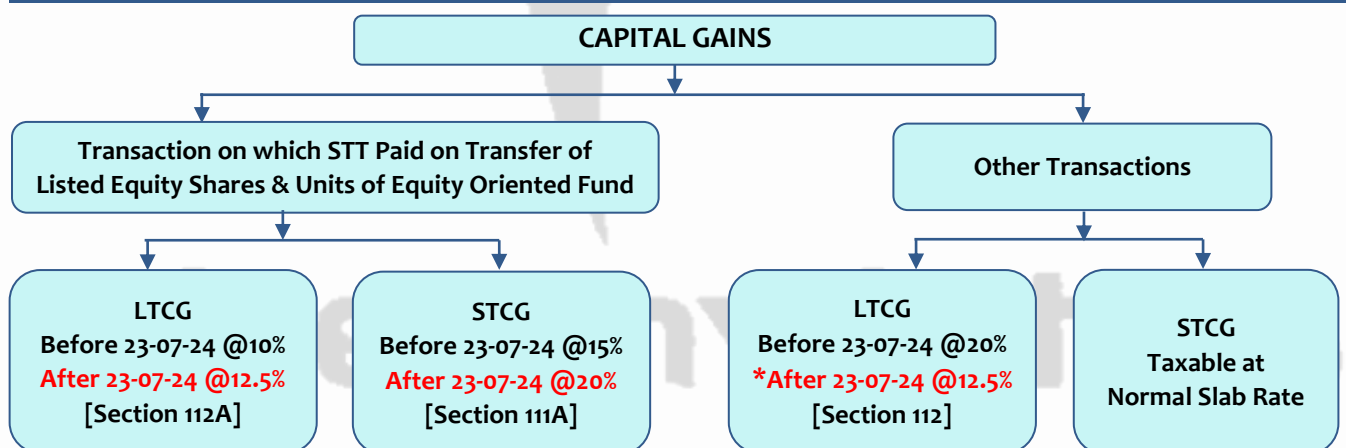 CAPITAL GAINS
Transaction on which STT Paid on Transfer of
Listed Equity Shares & Units of Equity Oriented Fund
Other Transactions
LTCG
Before 23-07-24 @10%
After 23-07-24 @12.5%
[Section 112A]
STCG
Before 23-07-24 @15%
After 23-07-24 @20%
[Section 111A]
LTCG
Before 23-07-24 @20%
*After 23-07-24 @12.5%
[Section 112]
STCG
Taxable at
Normal Slab Rate